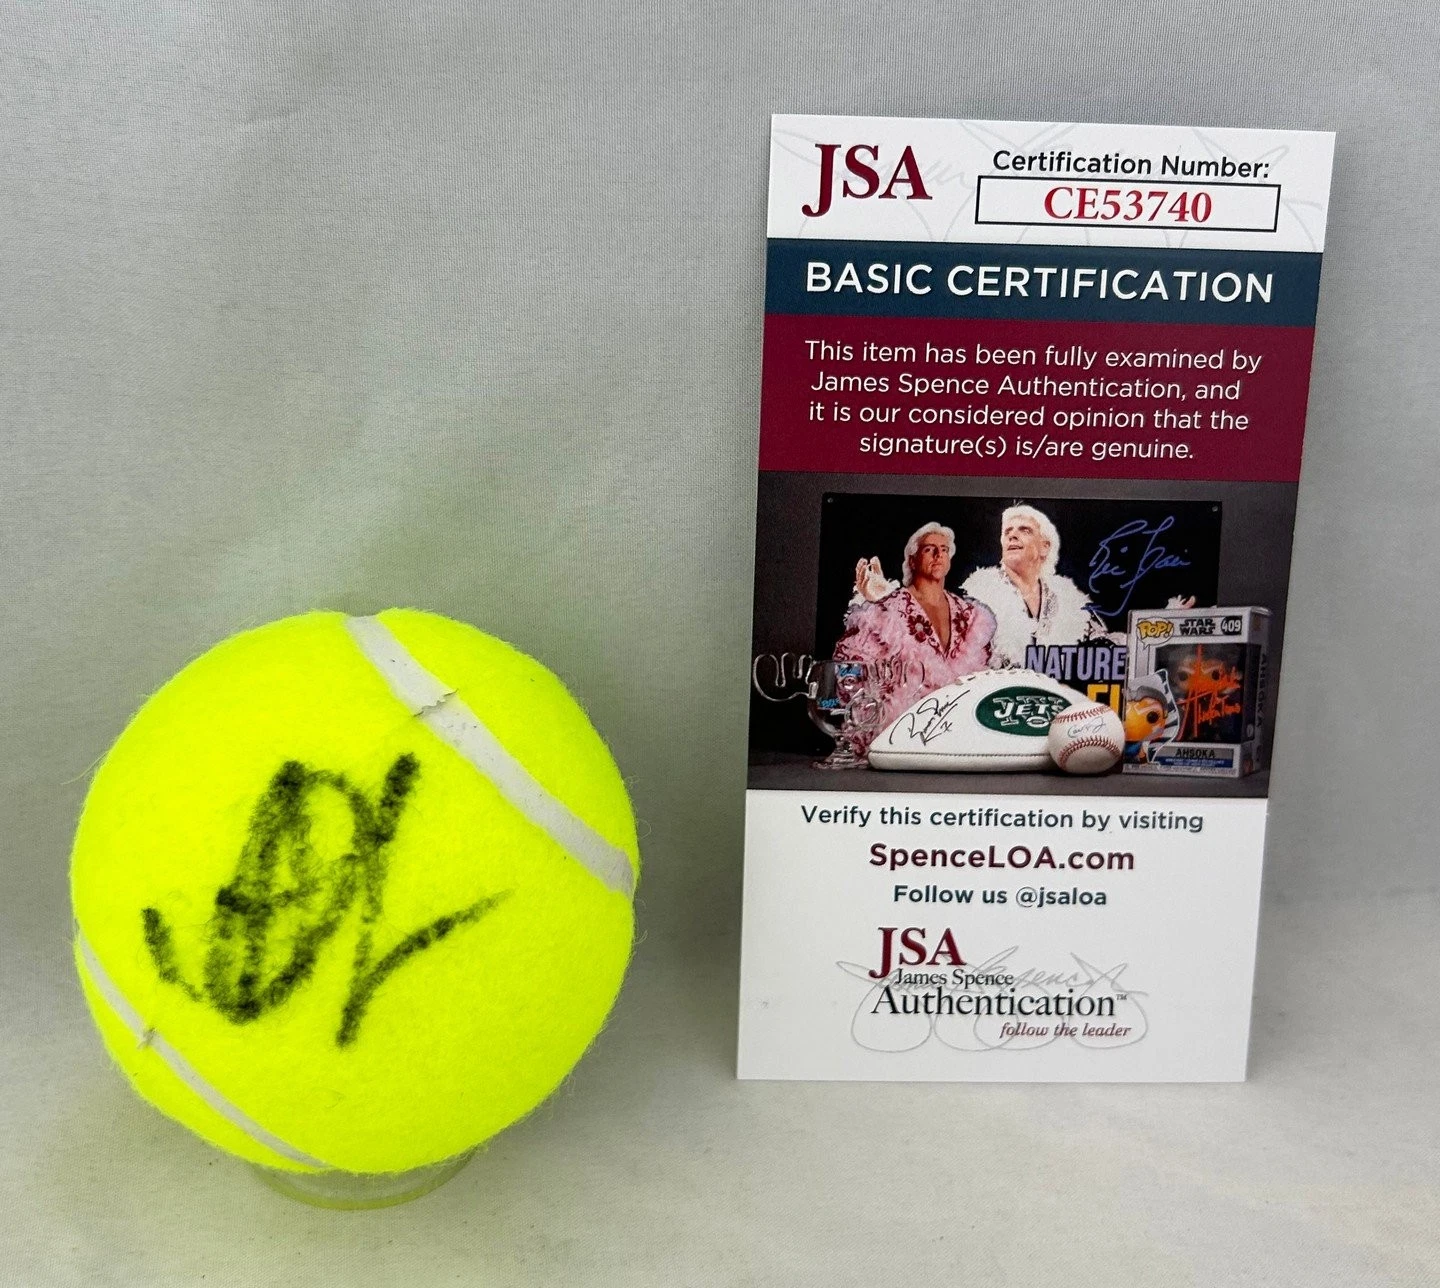 JSA
Certification Number:
CE53740
BASIC CERTIFICATION
This item has been fully examined by
James Spence Authentication, and
it is our considered opinion that the
signature(s) is/are genuine.
NATURE
JETS
POP!
STAR
WARS
409
AHSOKA
Verify this certification by visiting
SpenceLOA.com
Follow us @jsaloa
JSA
James Spence
Authentication™
follow the leader